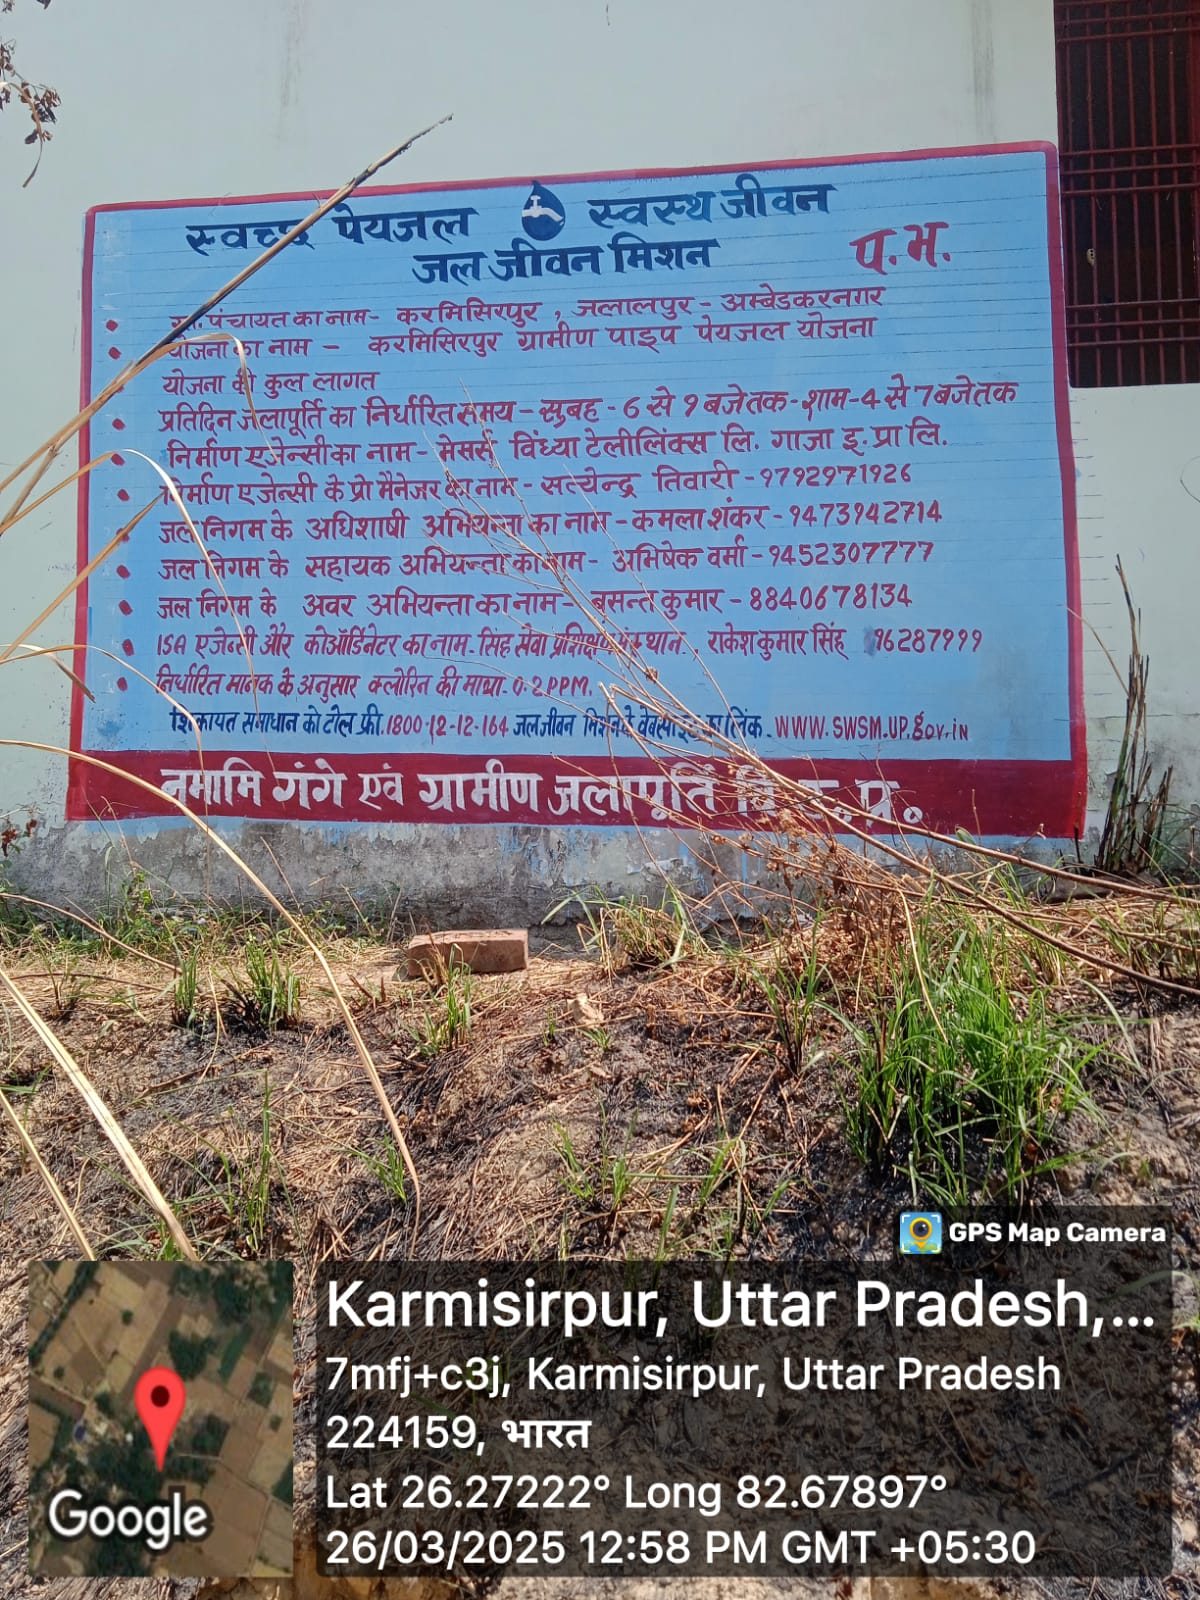 स्वच्छ पेयजल स्वस्थ जीवन
जल जीवन मिशन
प.भ.
ग्रा. पंचायत का नाम- करमिसिरपुर , जलालपुर - अम्बेडकरनगर
योजना का नाम - करमिसिरपुर ग्रामीण पाइप पेयजल योजना
योजना की कुल लागत
प्रतिदिन जलापूर्ति का निर्धारित समय - सुबह - 6 से 9 बजे तक - शाम - 4 से 7 बजे तक
निर्माण एजेन्सी का नाम - मेसर्स विंध्या टेलीलिंक्स लि. गाजा इ. प्रा लि.
निर्माण एजेन्सी के प्रो मैनेजर का नाम - सत्येन्द्र तिवारी - 9792971926
जल निगम के अधिशाषी अभियन्ता का नाम - कमला शंकर - 9473942714
जल निगम के सहायक अभियन्ता का नाम - अभिषेक वर्मा - 9452307777
जल निगम के अवर अभियन्ता का नाम - बसन्त कुमार - 8840678134
ISA एजेन्सी और कोऑर्डिनेटर का नाम - सिंह सेवा प्रशिक्षण संस्थान , राकेश कुमार सिंह
निर्धारित मानक के अनुसार क्लोरिन की मात्रा 0.2 PPM.
शिकायत समाधान को टोल फ्री. 1800-12-12-164 जल जीवन मिशन के वेबसाइट का लिंक - WWW.SWSM.UP.gov.iN
नमामि गंगे एवं ग्रामीण जलापूर्ति वि. उ.प्र.
GPS Map Camera
Karmisirpur, Uttar Pradesh,...
7mfj+c3j, Karmisirpur, Uttar Pradesh
224159, भारत
Lat 26.27222° Long 82.67897°
26/03/2025 12:58 PM GMT +05:30
Google